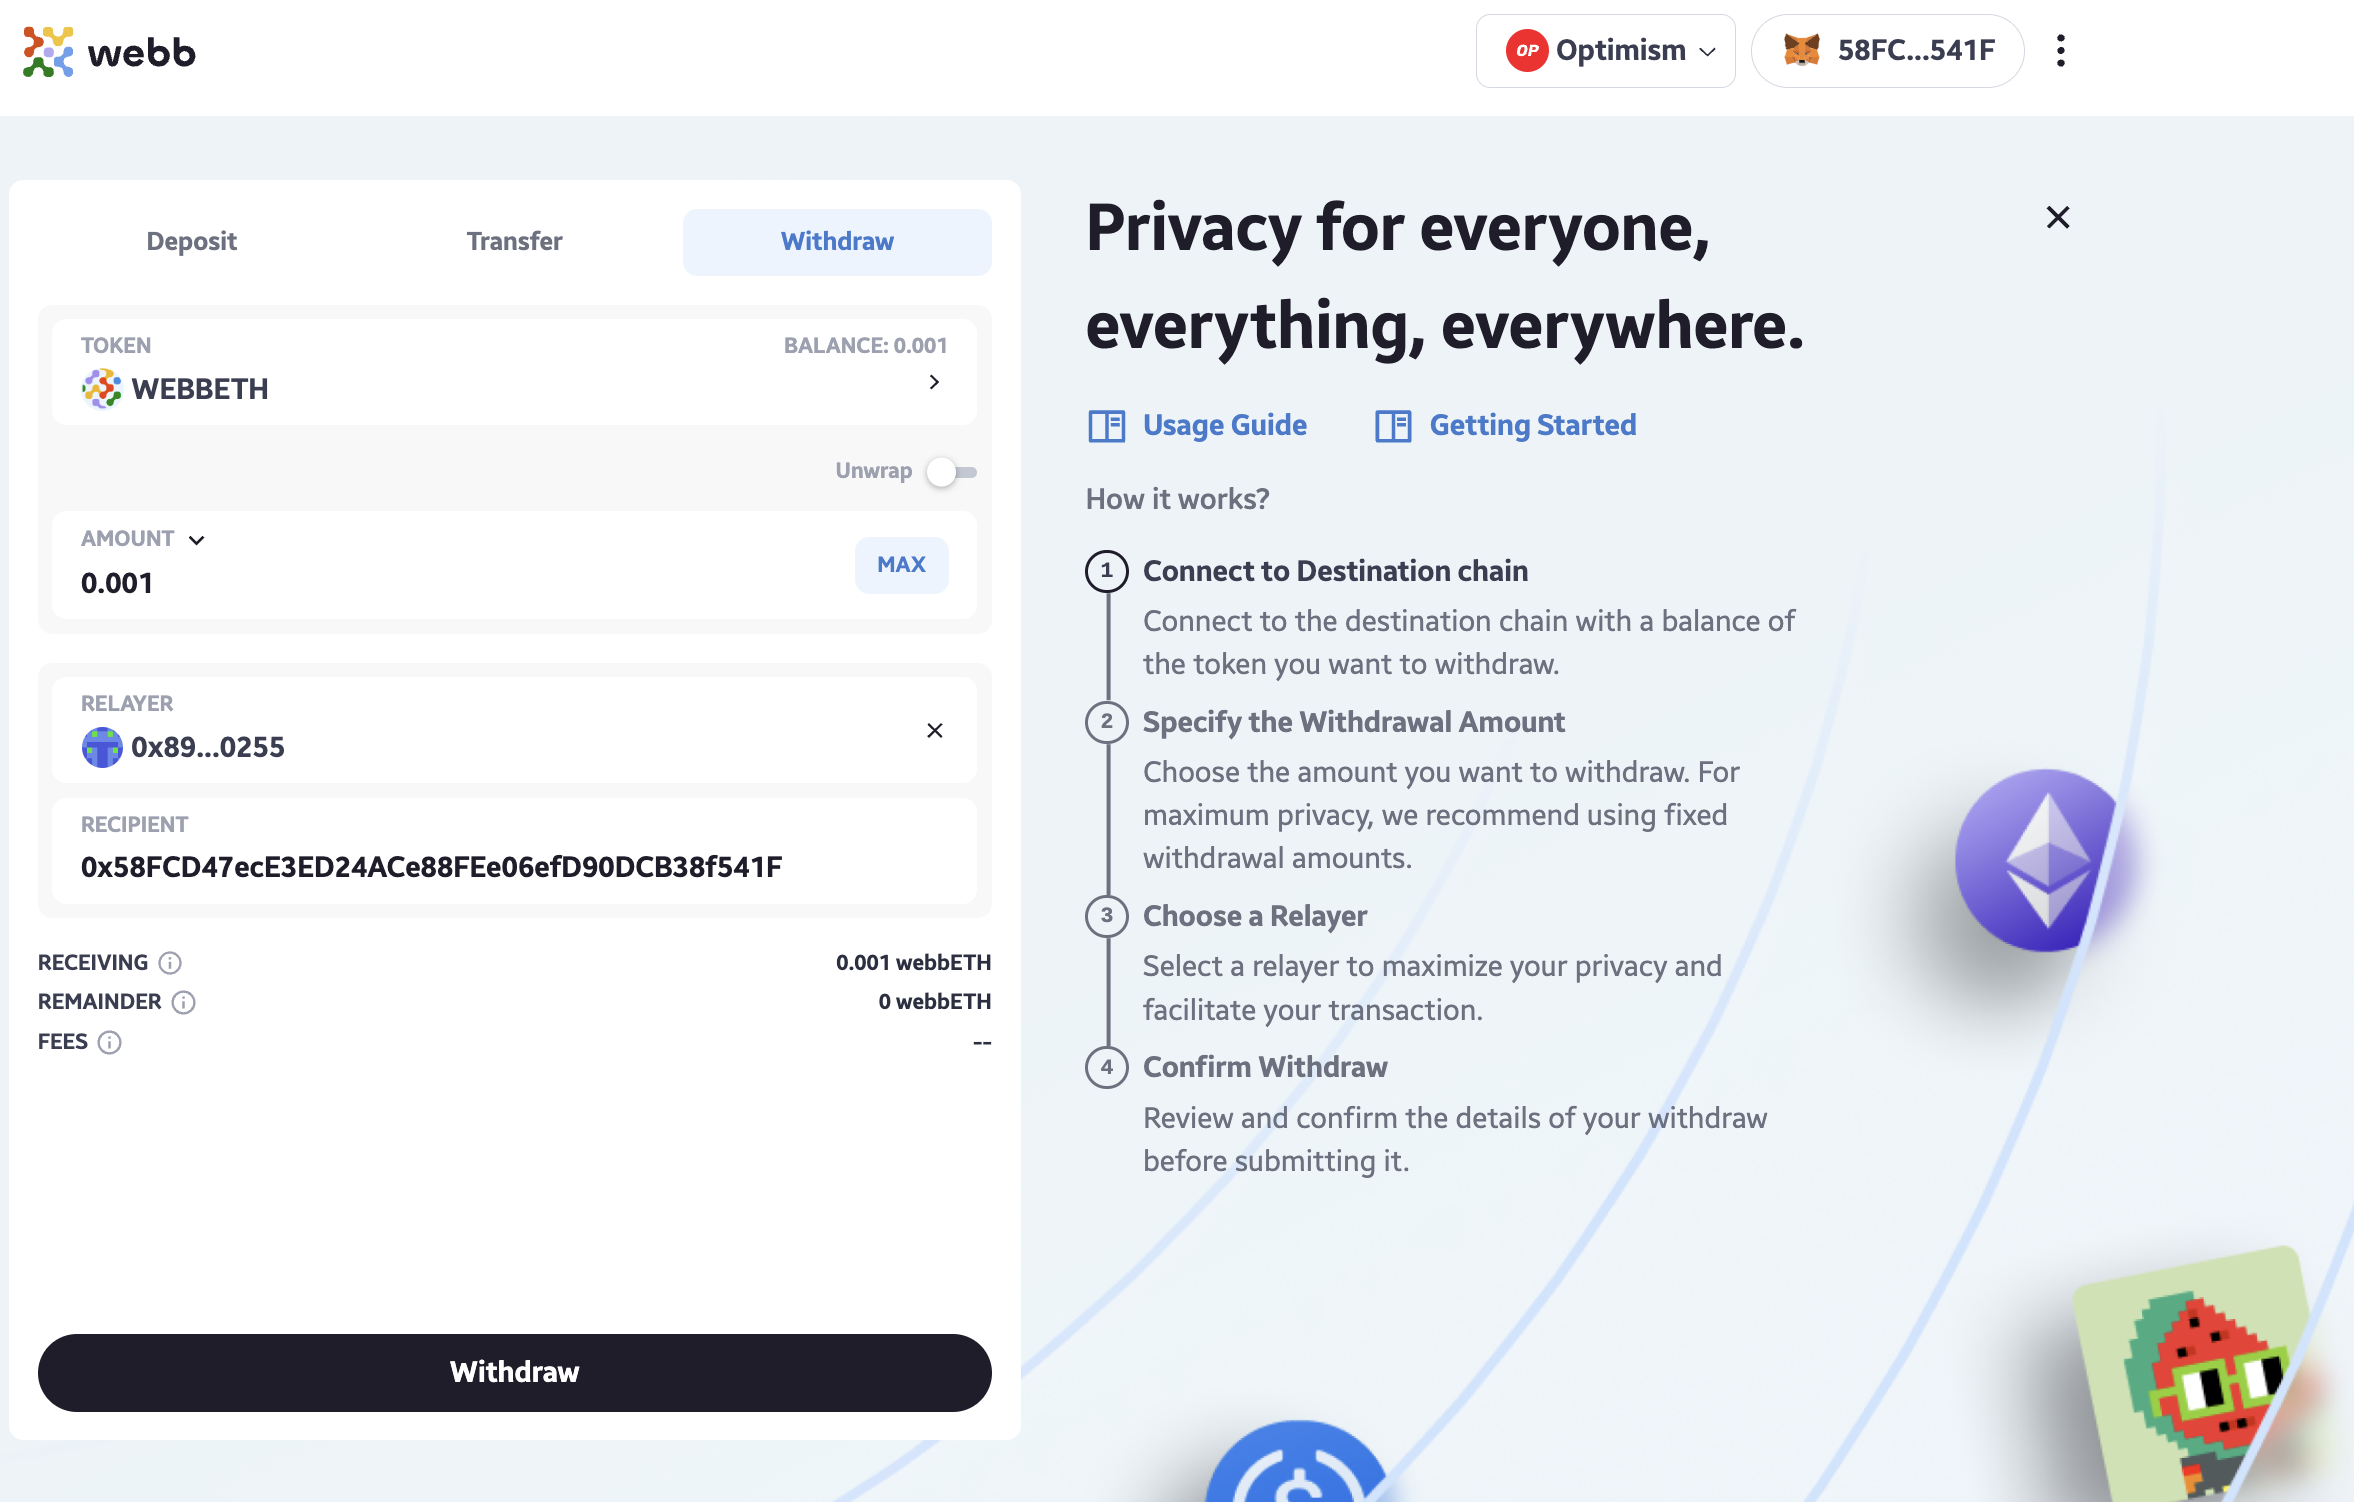 webb
OP Optimism
58FC...541F
Deposit
Transfer
Withdraw
TOKEN
BALANCE: 0.001
WEBBETH
Unwrap
AMOUNT
0.001
MAX
RELAYER
0x89...0255
RECIPIENT
0x58FCD47ecE3ED24ACe88FEe06efD90DCB38f541F
RECEIVING
0.001 webbETH
REMAINDER
0 webbETH
FEES
--
Withdraw
Privacy for everyone,
everything, everywhere.
Usage Guide
Getting Started
How it works?
1 Connect to Destination chain
Connect to the destination chain with a balance of
the token you want to withdraw.
2 Specify the Withdrawal Amount
Choose the amount you want to withdraw. For
maximum privacy, we recommend using fixed
withdrawal amounts.
3 Choose a Relayer
Select a relayer to maximize your privacy and
facilitate your transaction.
4 Confirm Withdraw
Review and confirm the details of your withdraw
before submitting it.